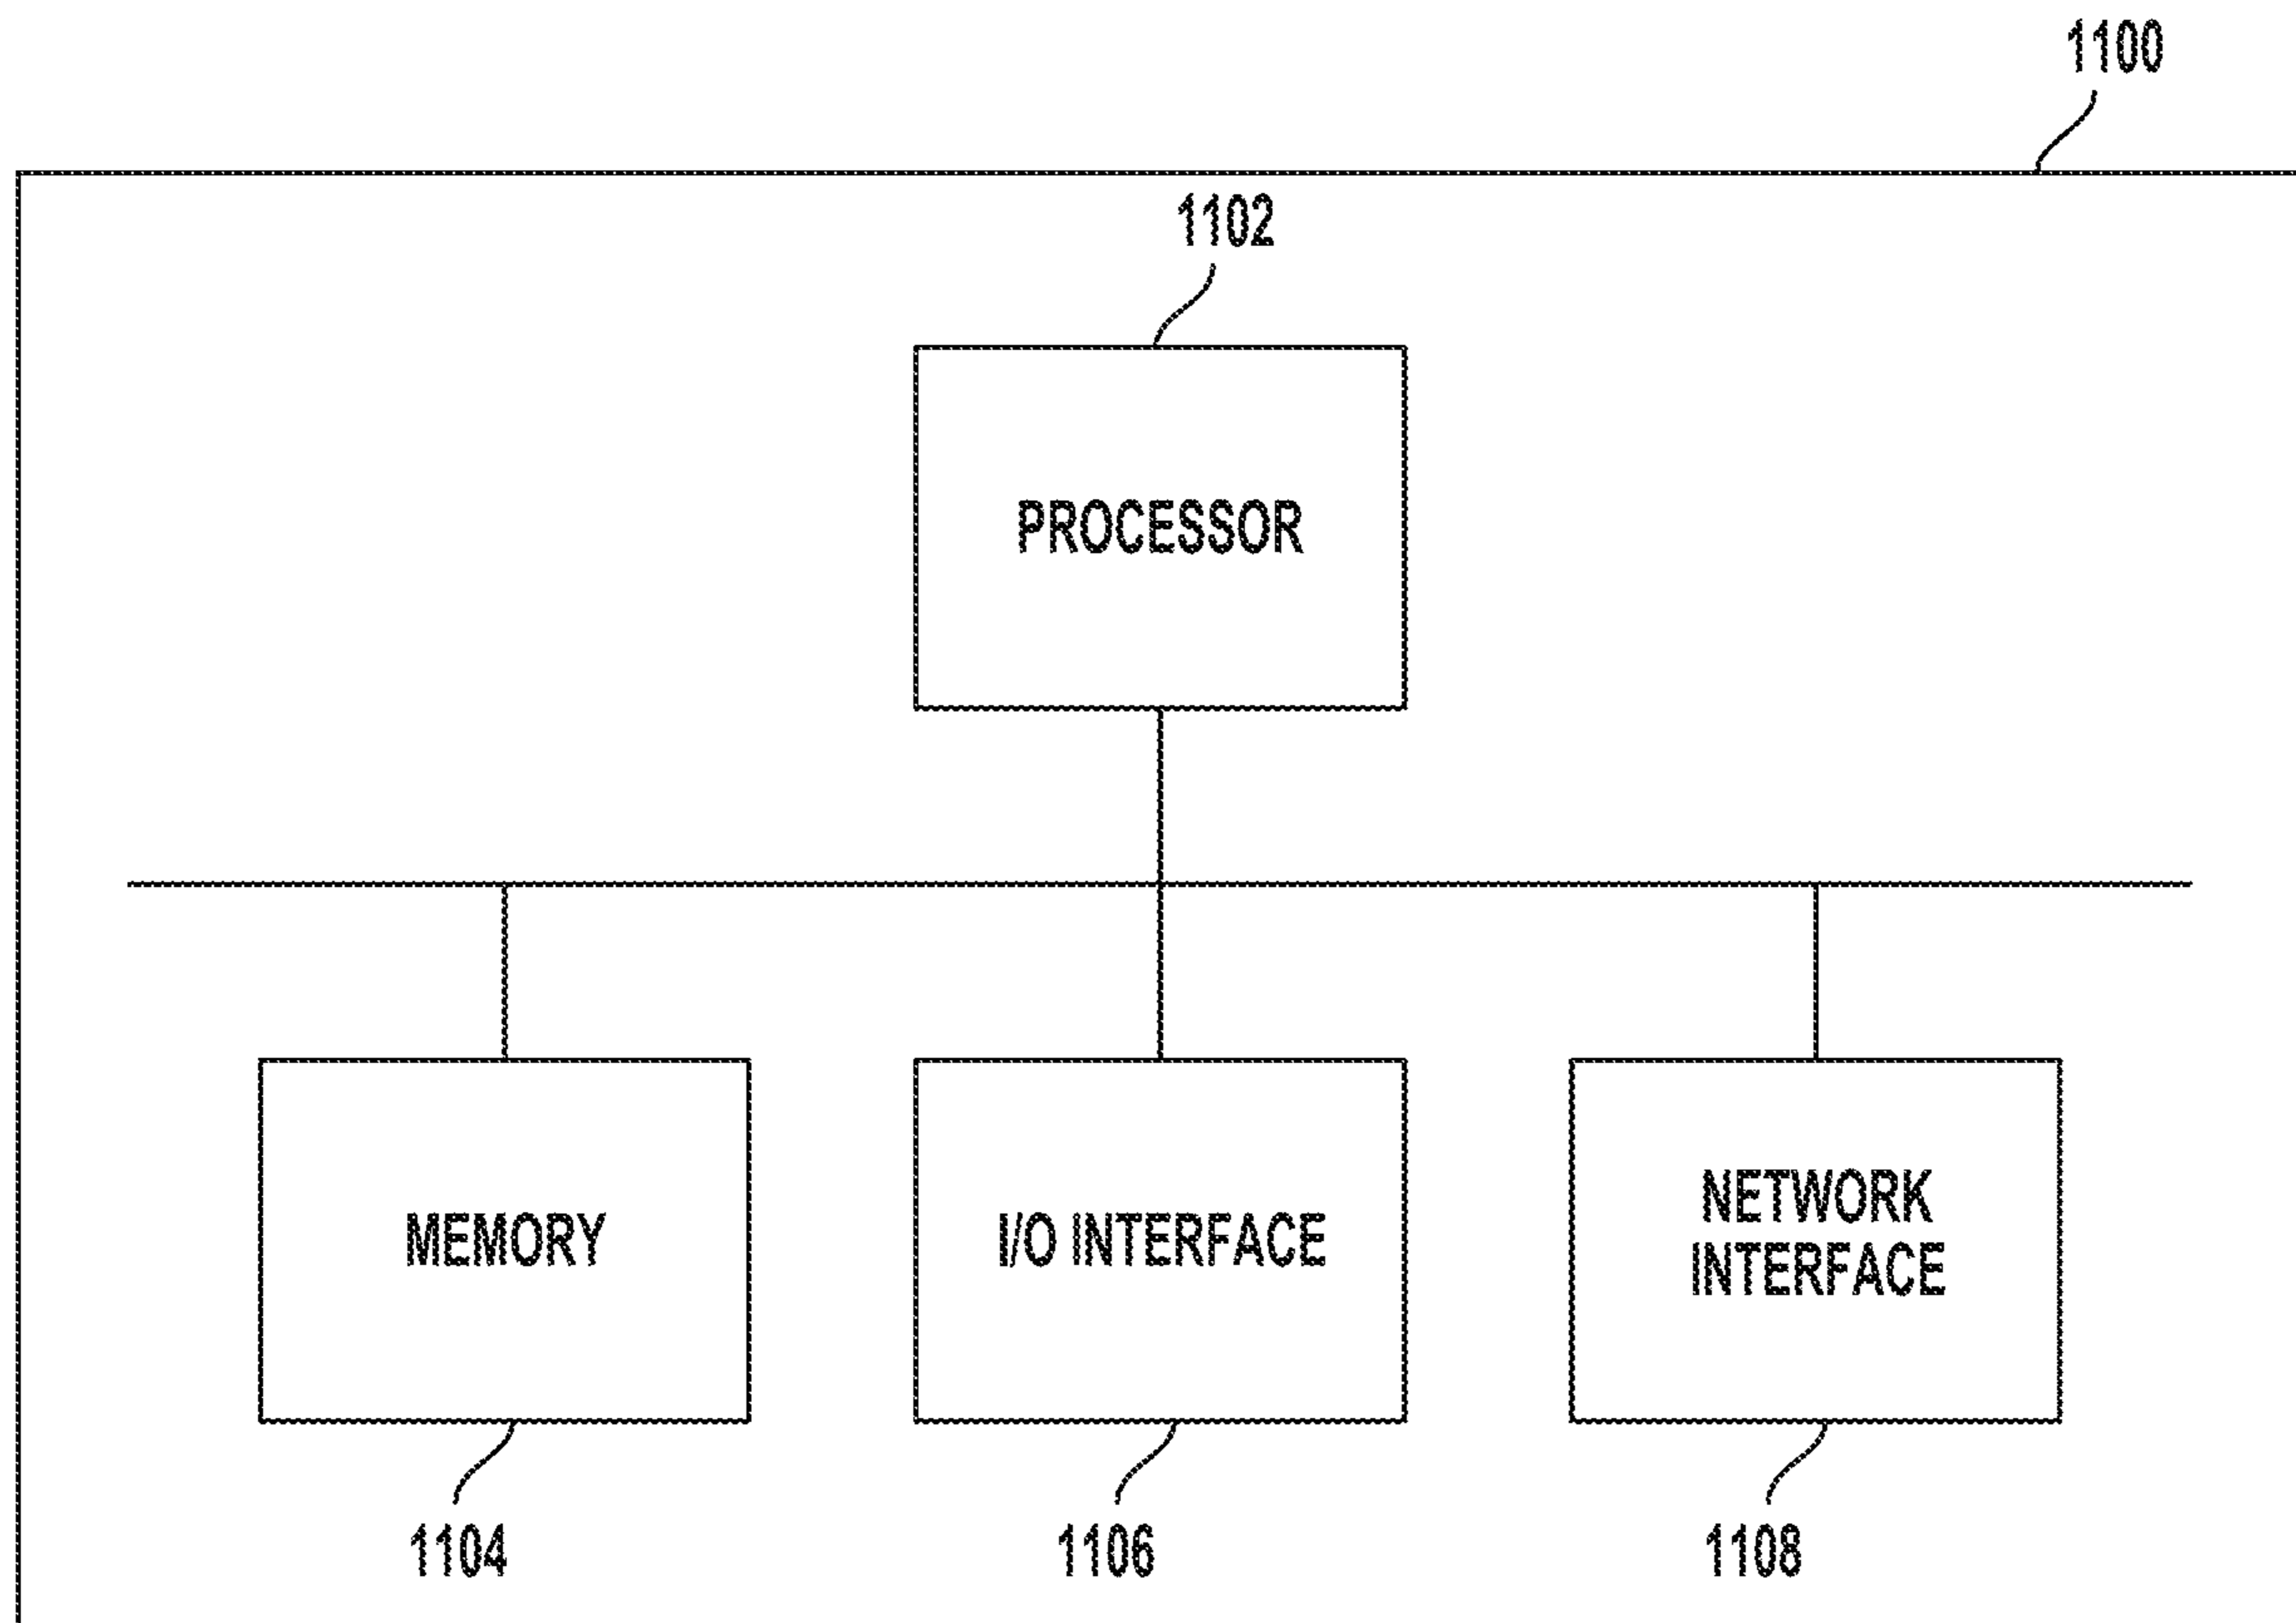 1100
1102
PROCESSOR
MEMORY
I/O INTERFACE
NETWORK
INTERFACE
1104
1106
1108